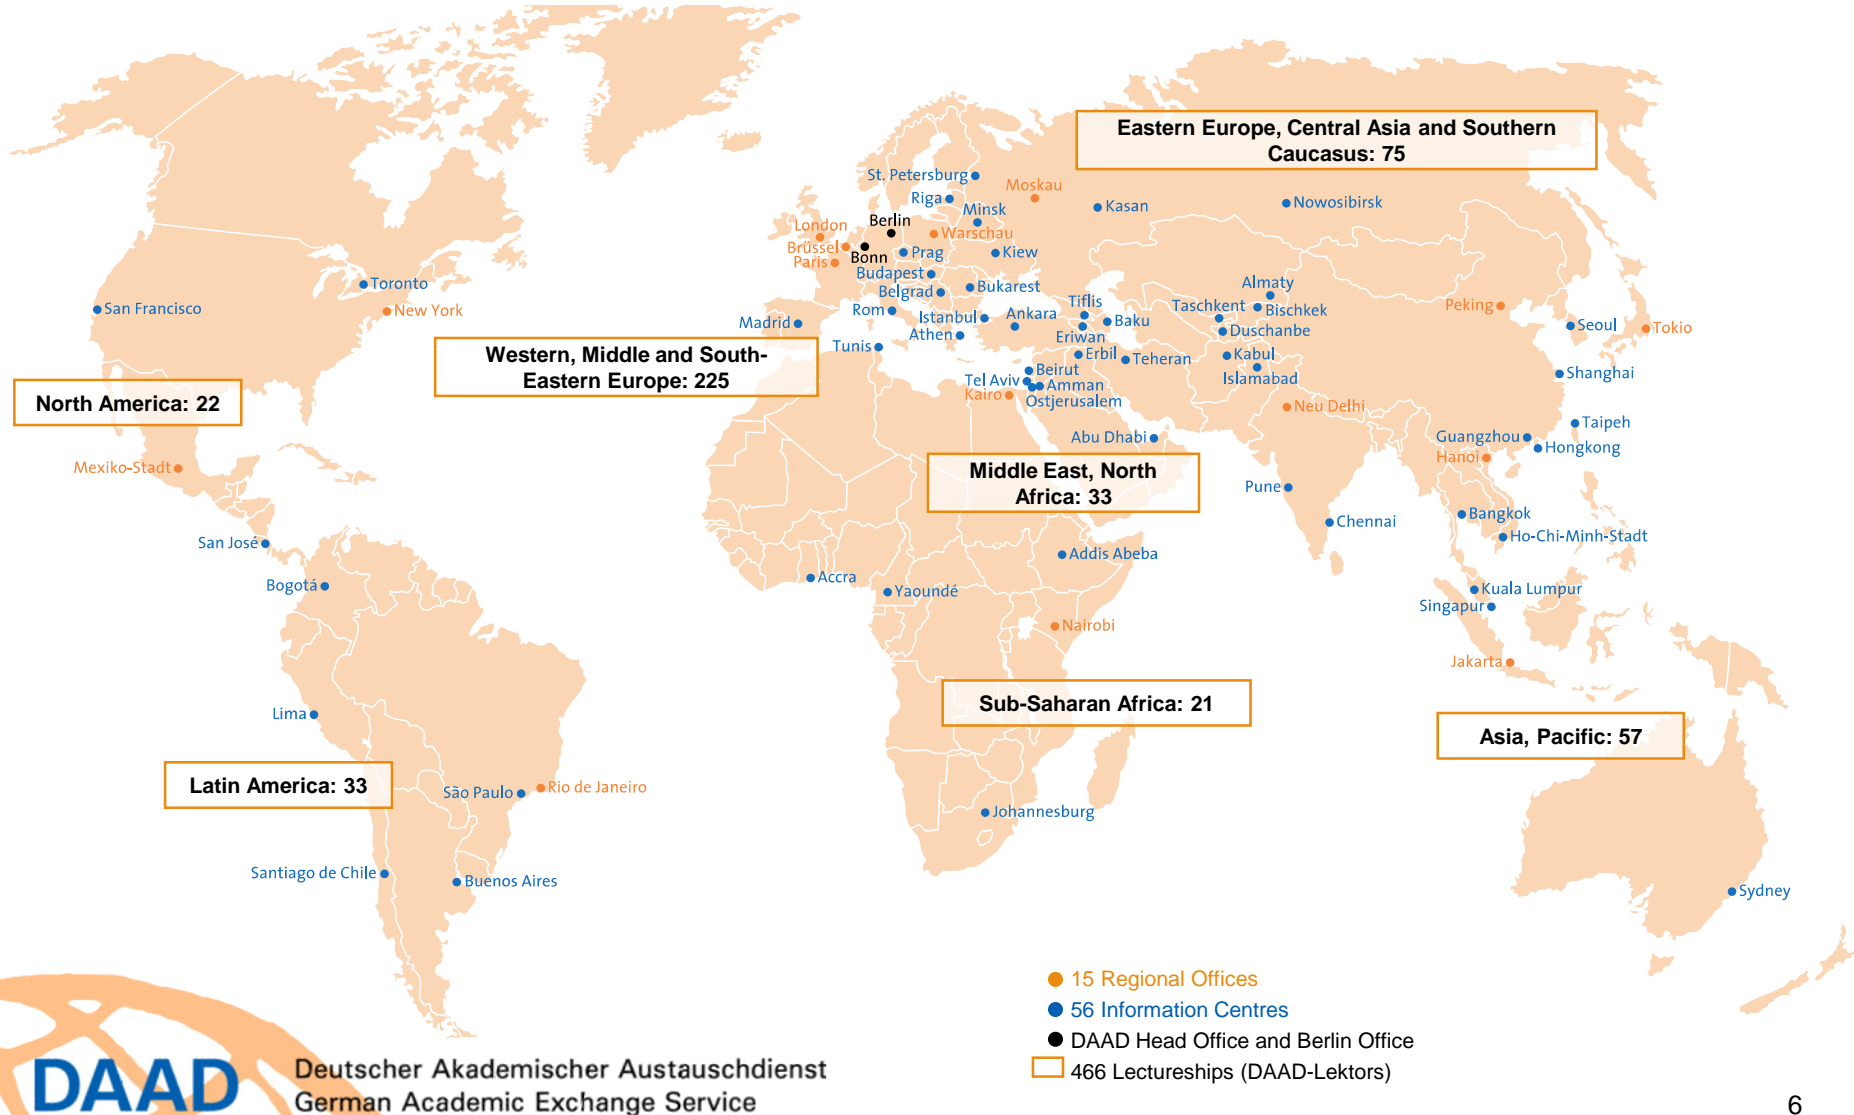 Eastern Europe, Central Asia and Southern
Caucasus: 75
St. Petersburg
Moskau
Riga
Minsk
Kasan
Nowosibirsk
London
Berlin
Warschau
Brüssel
Bonn
Prag
Kiew
Paris
Budapest
Toronto
Belgrad
Bukarest
Almaty
San Francisco
New York
Rom
Istanbul
Ankara
Tiflis
Taschkent
Bischkek
Peking
Madrid
Athen
Eriwan
Baku
Duschanbe
Seoul
Tokio
Tunis
Erbil
Teheran
Kabul
Western, Middle and South-
Eastern Europe: 225
Beirut
Islamabad
Shanghai
Tel Aviv
Amman
Kairo
Ostjerusalem
North America: 22
Neu Delhi
Taipeh
Abu Dhabi
Guangzhou
Hongkong
Hanoi
Mexiko-Stadt
Middle East, North
Africa: 33
Pune
Bangkok
Chennai
San José
Ho-Chi-Minh-Stadt
Addis Abeba
Bogotá
Accra
Yaoundé
Kuala Lumpur
Singapur
Nairobi
Jakarta
Sub-Saharan Africa: 21
Lima
Asia, Pacific: 57
Latin America: 33
São Paulo
Rio de Janeiro
Johannesburg
Santiago de Chile
Buenos Aires
Sydney
15 Regional Offices
56 Information Centres
DAAD Head Office and Berlin Office
466 Lectureships (DAAD-Lektors)
DAAD
Deutscher Akademischer Austauschdienst
German Academic Exchange Service
6